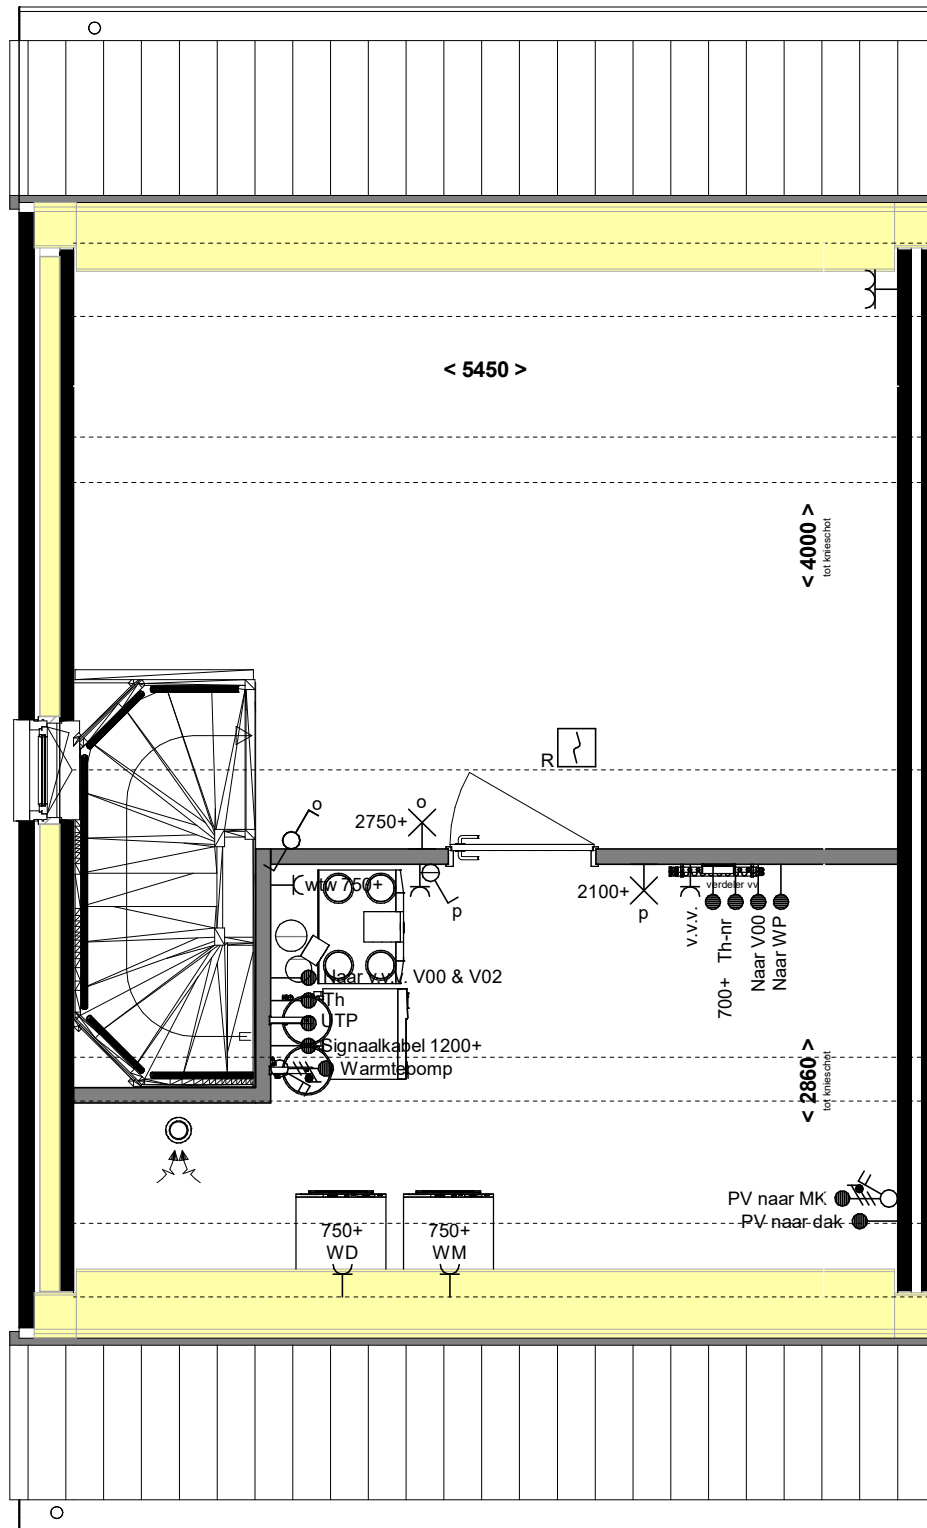 < 5450 >
< 4000 >
tot knieschot
R
o
2750+
o
wtw 750+
p
2100+
p
verdeler vv
v.v.v.
700+ Th-nr
Naar V00
Naar WP
Naar v.v.v. V00 & V02
Th
UTP
Signaalkabel 1200+
Warmtepomp
< 2860 >
tot knieschot
PV naar MK
PV naar dak
750+
WD
750+
WM